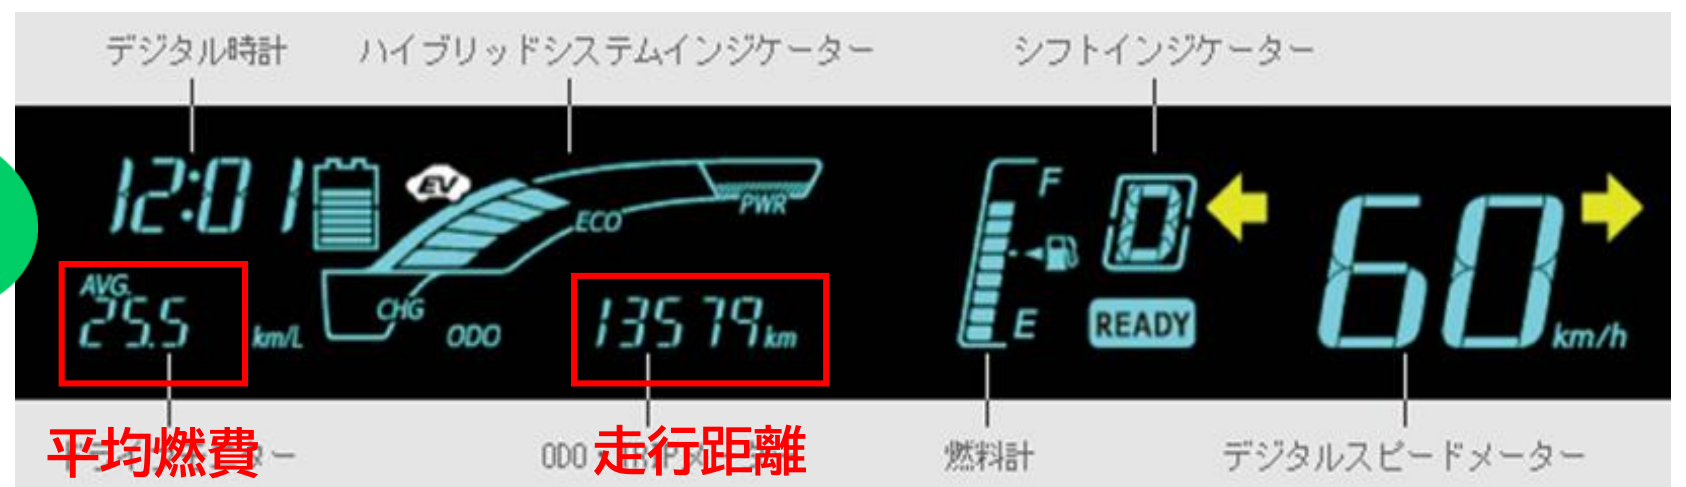 デジタル時計
ハイブリッドシステムインジケーター
シフトインジケーター
12:01
EV
ECO
PWR
F
60
km/h
AVG.
25.5
km/L
CHG
ODO
13579 km
E
READY
平均燃費
ODO
走行距離
燃料計
デジタルスピードメーター